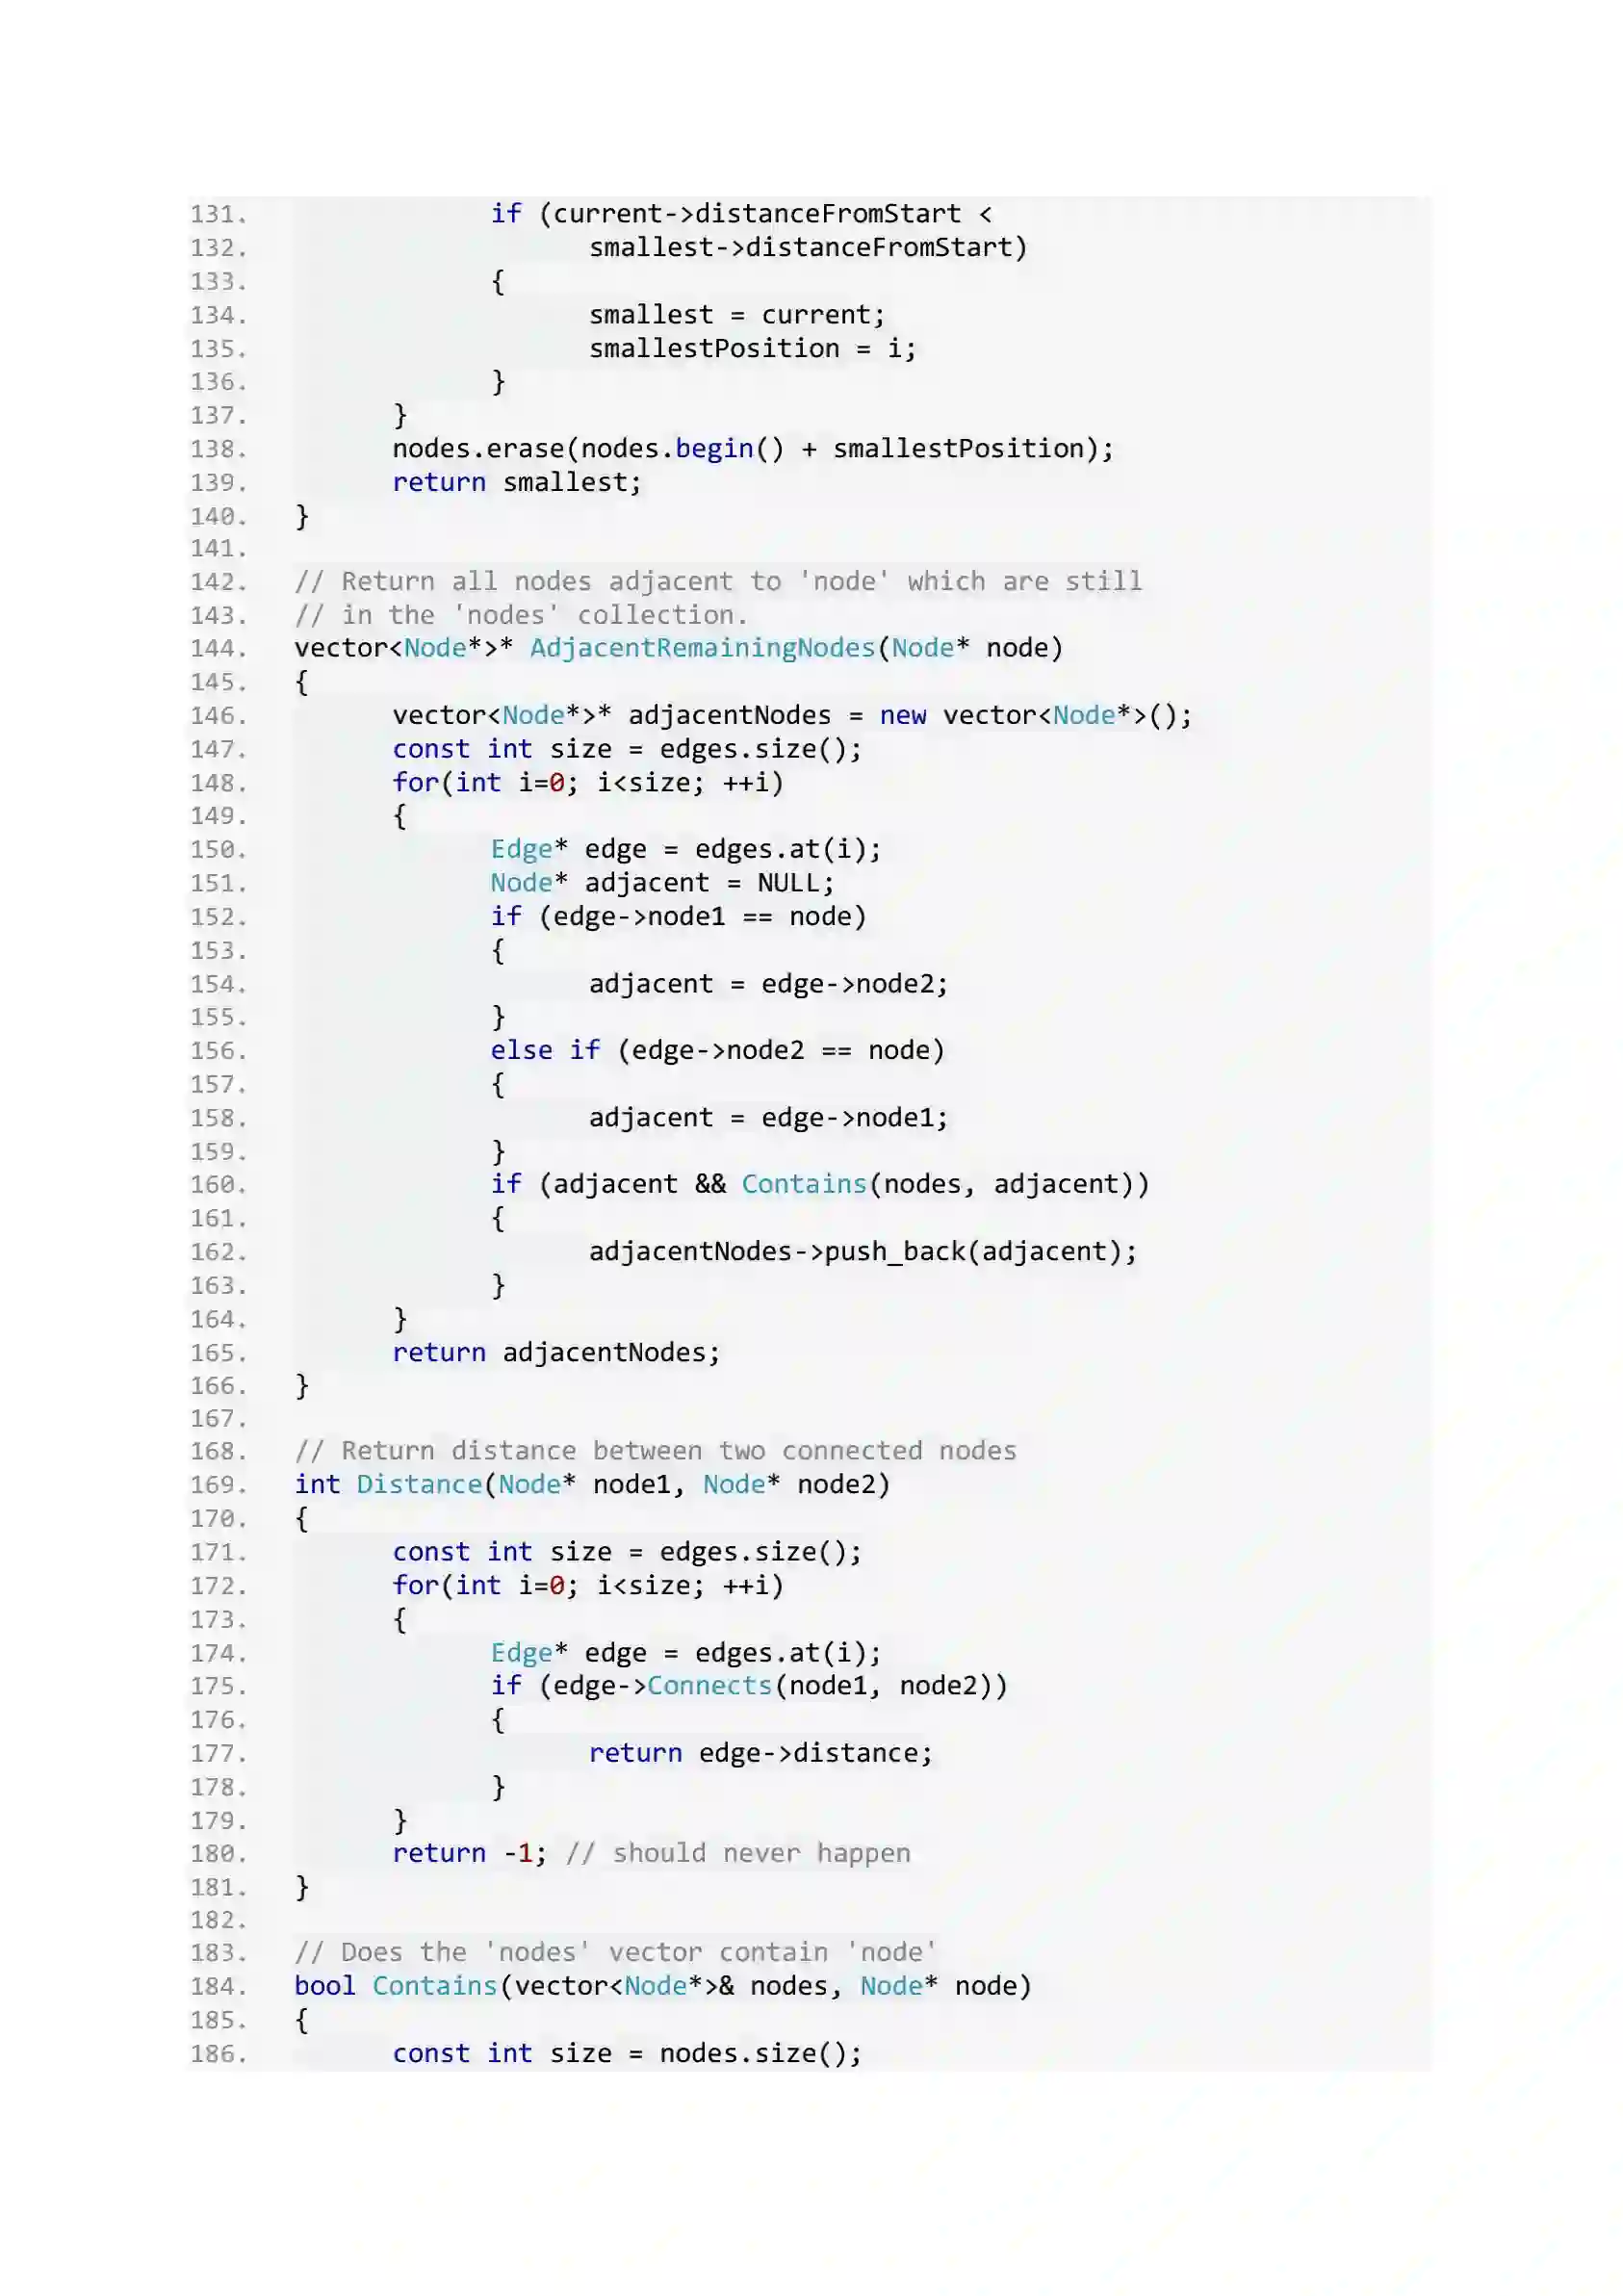 131. if (current->distanceFromStart <
132. smallest->distanceFromStart)
133. {
134. smallest = current;
135. smallestPosition = i;
136. }
137. }
138. nodes.erase(nodes.begin() + smallestPosition);
139. return smallest;
140. }
141.
142. // Return all nodes adjacent to 'node' which are still
143. // in the 'nodes' collection.
144. vector<Node*>* AdjacentRemainingNodes(Node* node)
145. {
146. vector<Node*>* adjacentNodes = new vector<Node*>();
147. const int size = edges.size();
148. for(int i=0; i<size; ++i)
149. {
150. Edge* edge = edges.at(i);
151. Node* adjacent = NULL;
152. if (edge->node1 == node)
153. {
154. adjacent = edge->node2;
155. }
156. else if (edge->node2 == node)
157. {
158. adjacent = edge->node1;
159. }
160. if (adjacent && Contains(nodes, adjacent))
161. {
162. adjacentNodes->push_back(adjacent);
163. }
164. }
165. return adjacentNodes;
166. }
167.
168. // Return distance between two connected nodes
169. int Distance(Node* node1, Node* node2)
170. {
171. const int size = edges.size();
172. for(int i=0; i<size; ++i)
173. {
174. Edge* edge = edges.at(i);
175. if (edge->Connects(node1, node2))
176. {
177. return edge->distance;
178. }
179. }
180. return -1; // should never happen
181. }
182.
183. // Does the 'nodes' vector contain 'node'
184. bool Contains(vector<Node*>& nodes, Node* node)
185. {
186. const int size = nodes.size();